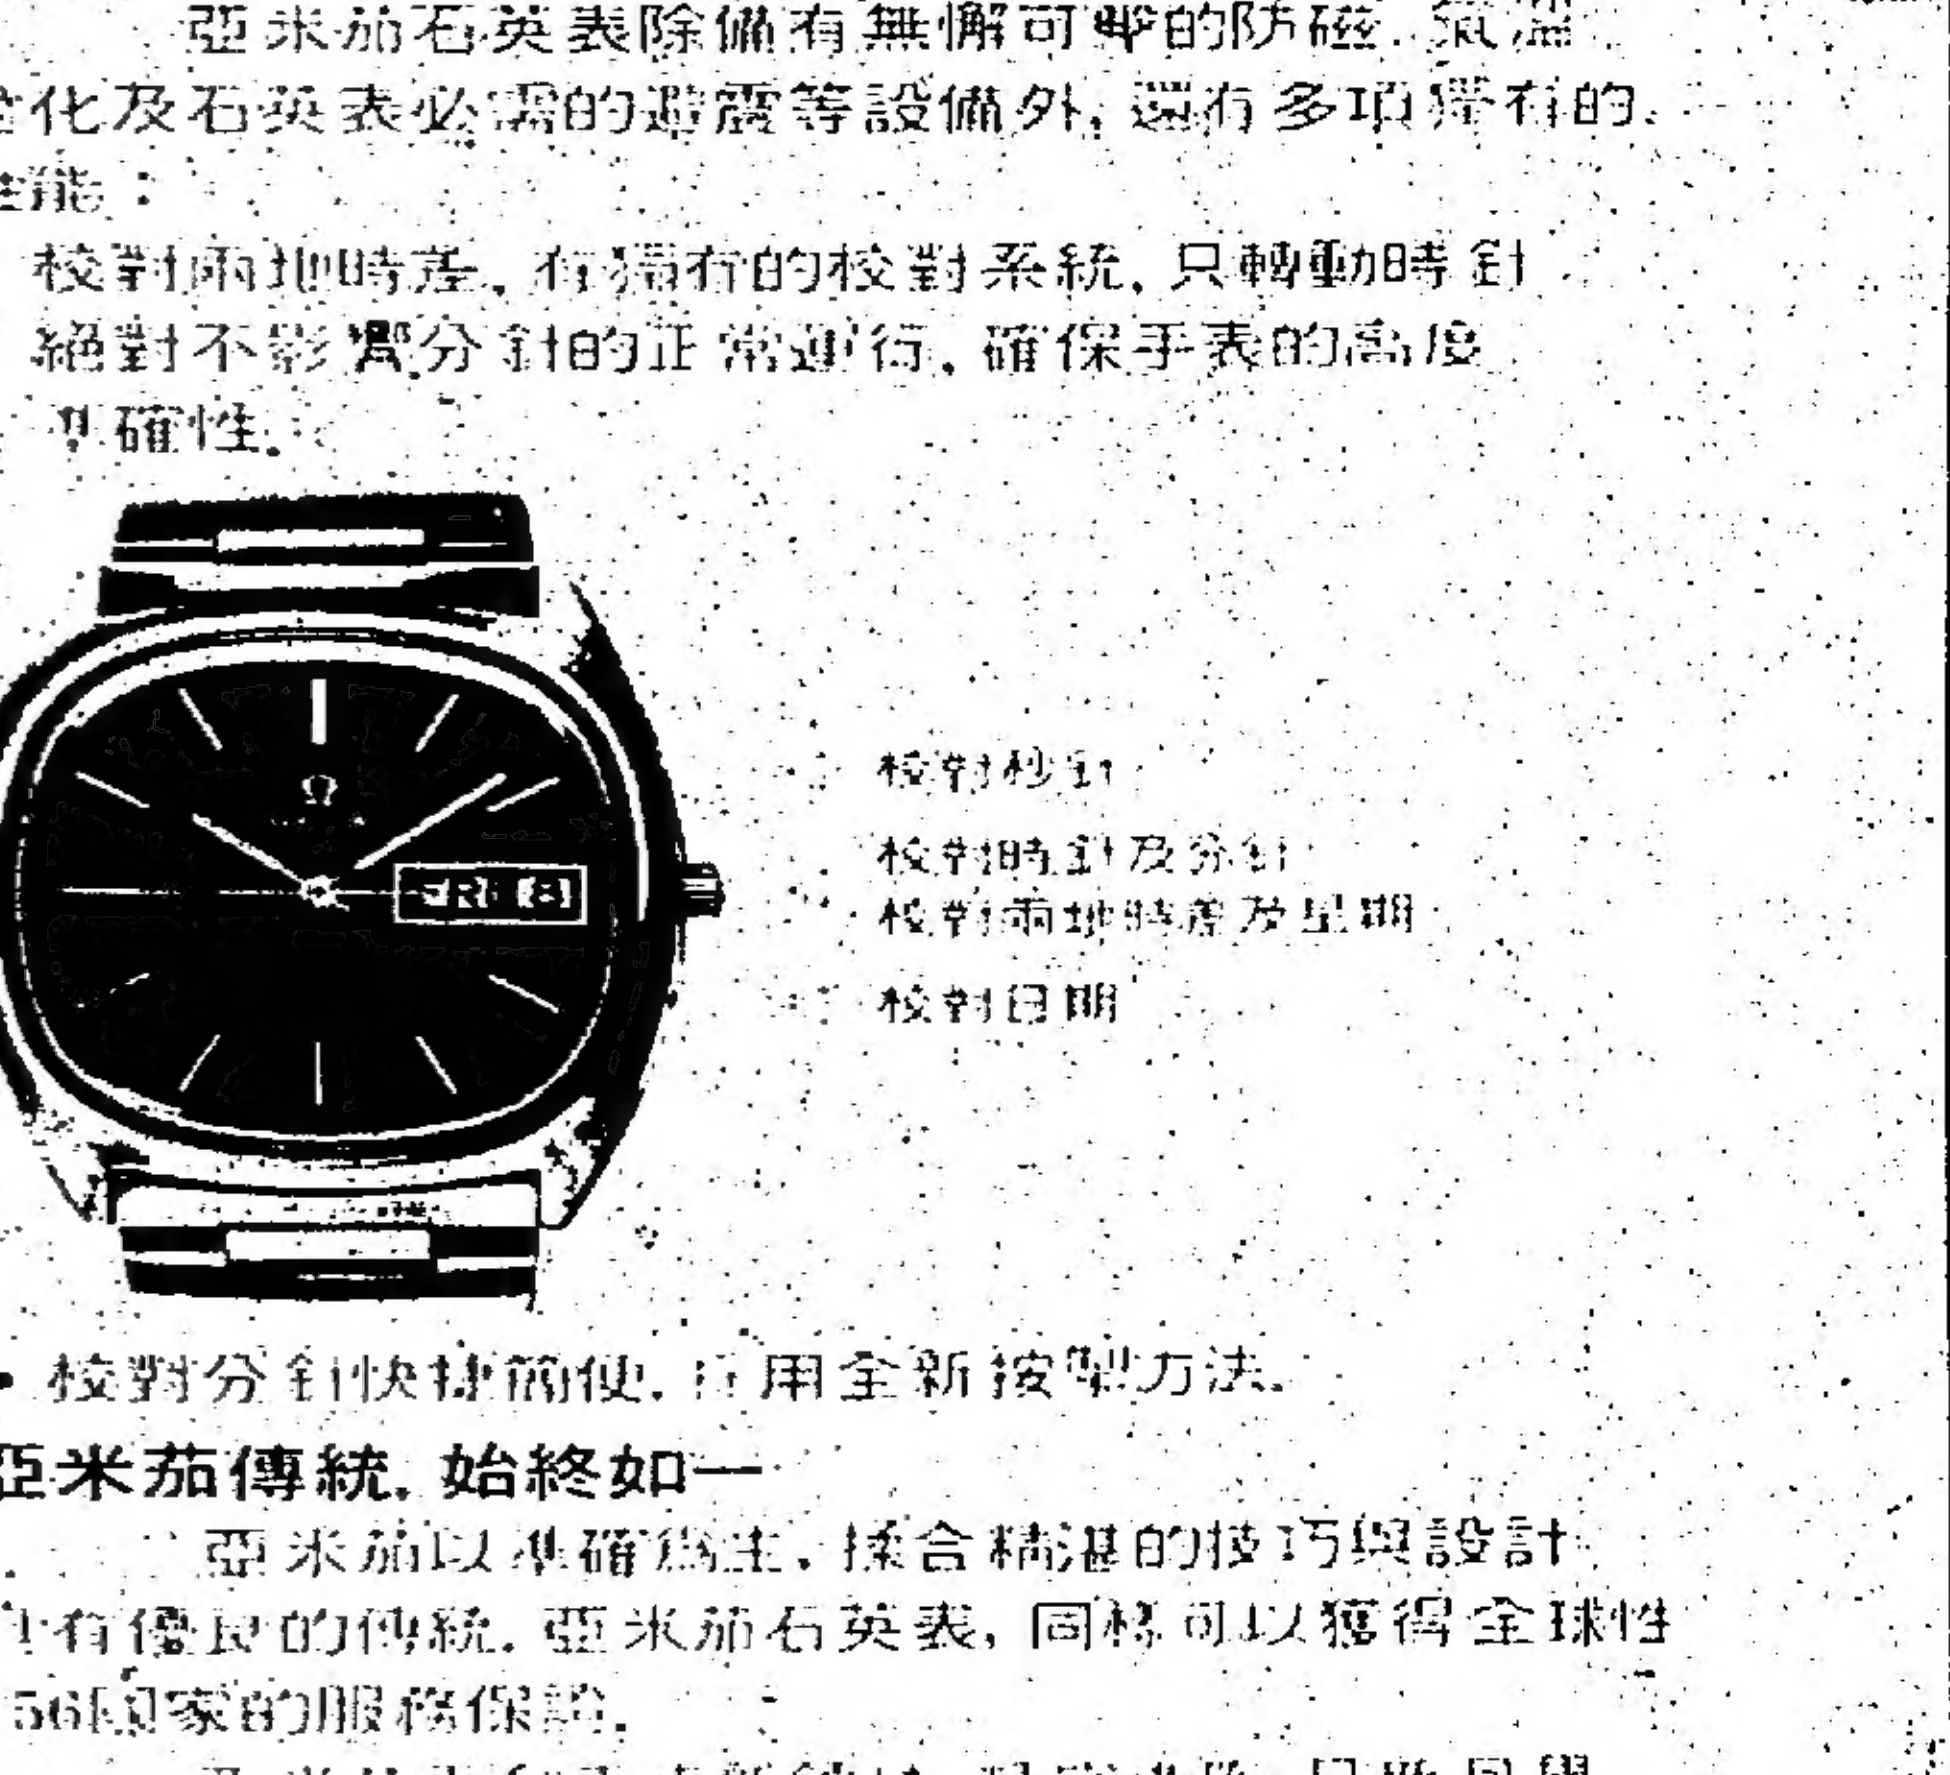 亞米茄石英表除備有無懈可擊的防磁、氣溫
化及石英表必需的避震等設備外，還有多項獨有的
性能：
校對兩地時差，有獨有的校對系統，只轉動時針
絕對不影響分針的正常運行，確保手表的高度
準確性。
Ω
FRI 18
校對秒針
校對時針及分針
校對兩地時差及星期
校對日期
• 校對分針快捷簡便，用全新按掣方法。
亞米茄傳統，始終如一
亞米茄以準確為主，揉合精湛的技巧與設計
有優良的傳統。亞米茄石英表，同樣可以獲得全球性
156國家的服務保證。